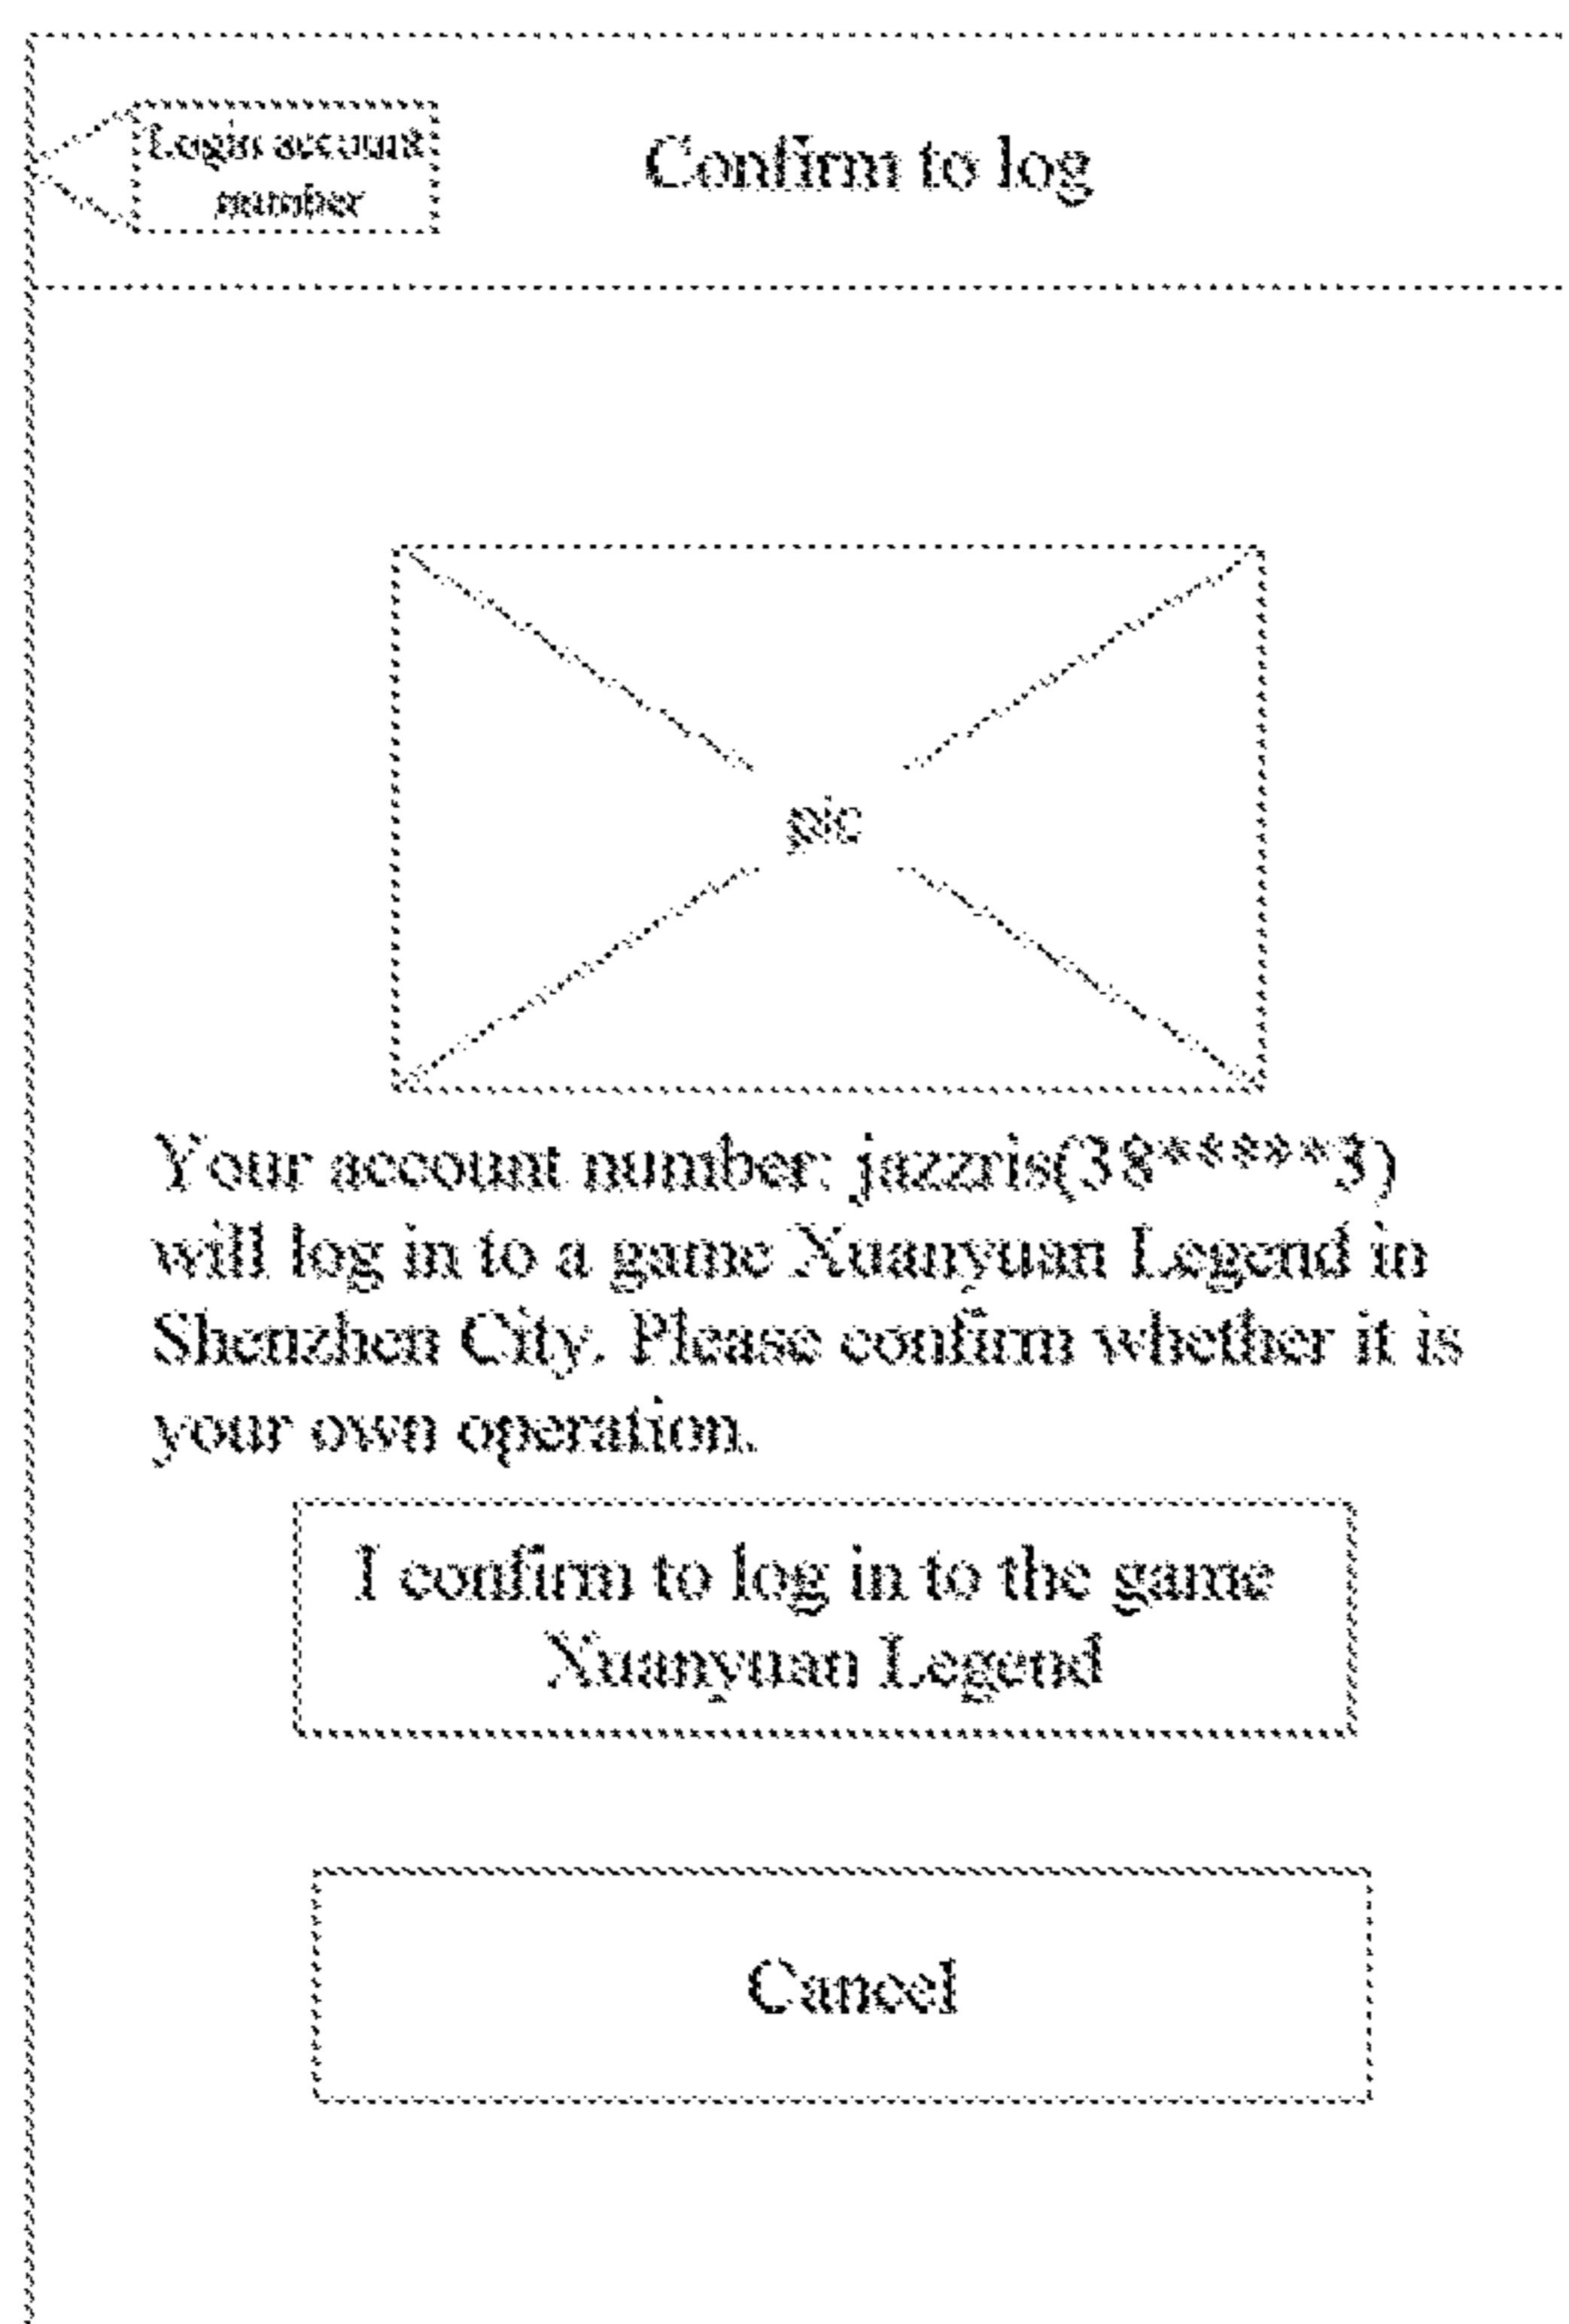 Login account
number
Confirm to log
pic
Your account number: jazzris(38*****3)
will log in to a game Xuanyuan Legend in
Shenzhen City. Please confirm whether it is
your own operation.
I confirm to log in to the game
Xuanyuan Legend
Cancel